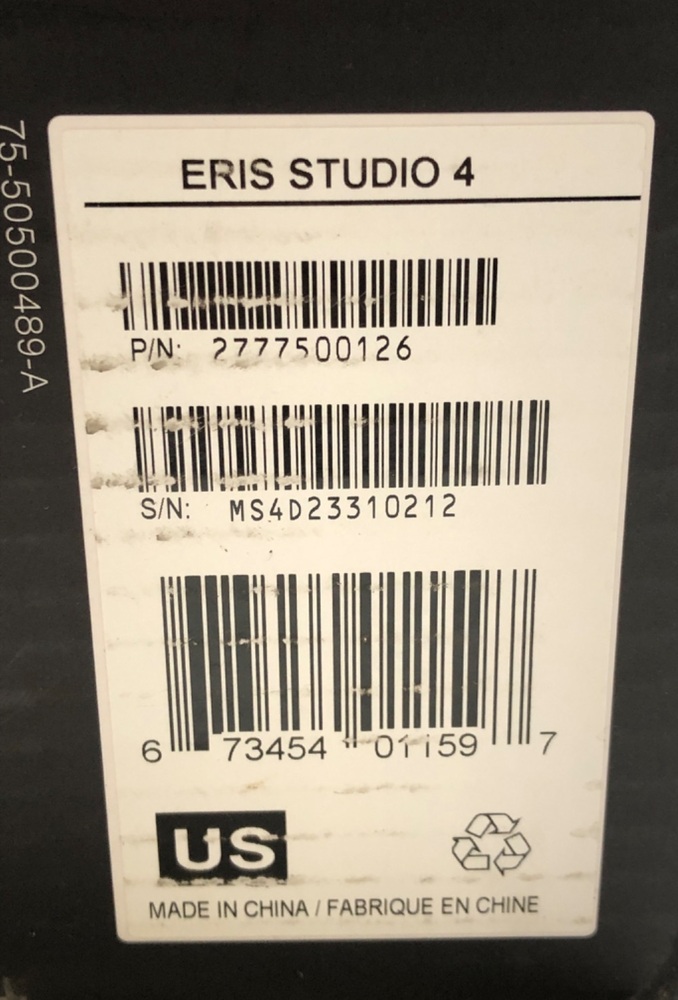 75-50500489-A
ERIS STUDIO 4
P/N: 2777500126
S/N: MS4D23310212
6 73454 01159 7
US
MADE IN CHINA / FABRIQUE EN CHINE